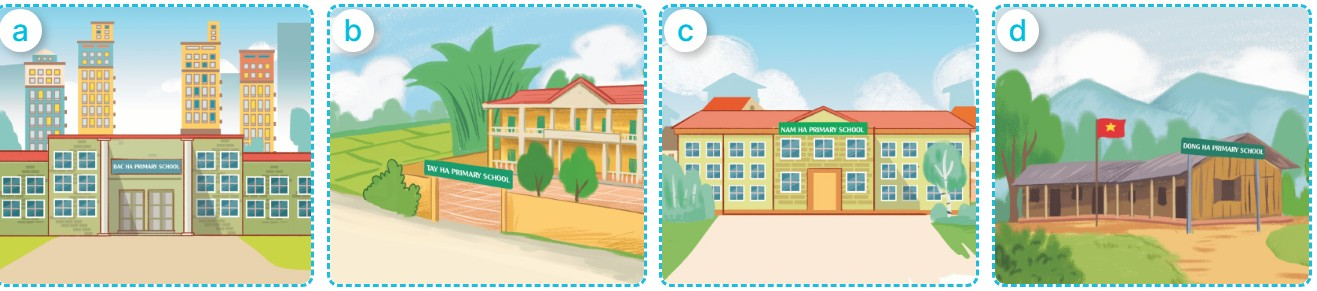 a
BAC HA PRIMARY SCHOOL
b
TAY HA PRIMARY SCHOOL
c
NAM HA PRIMARY SCHOOL
d
DONG HA PRIMARY SCHOOL